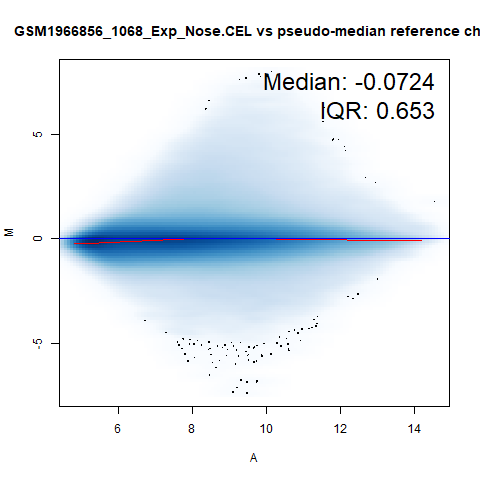 GSM1966856_1068_Exp_Nose.CEL vs pseudo-median reference ch
Median: -0.0724
IQR: 0.653
M
5
0
-5
6
8
10
12
14
A